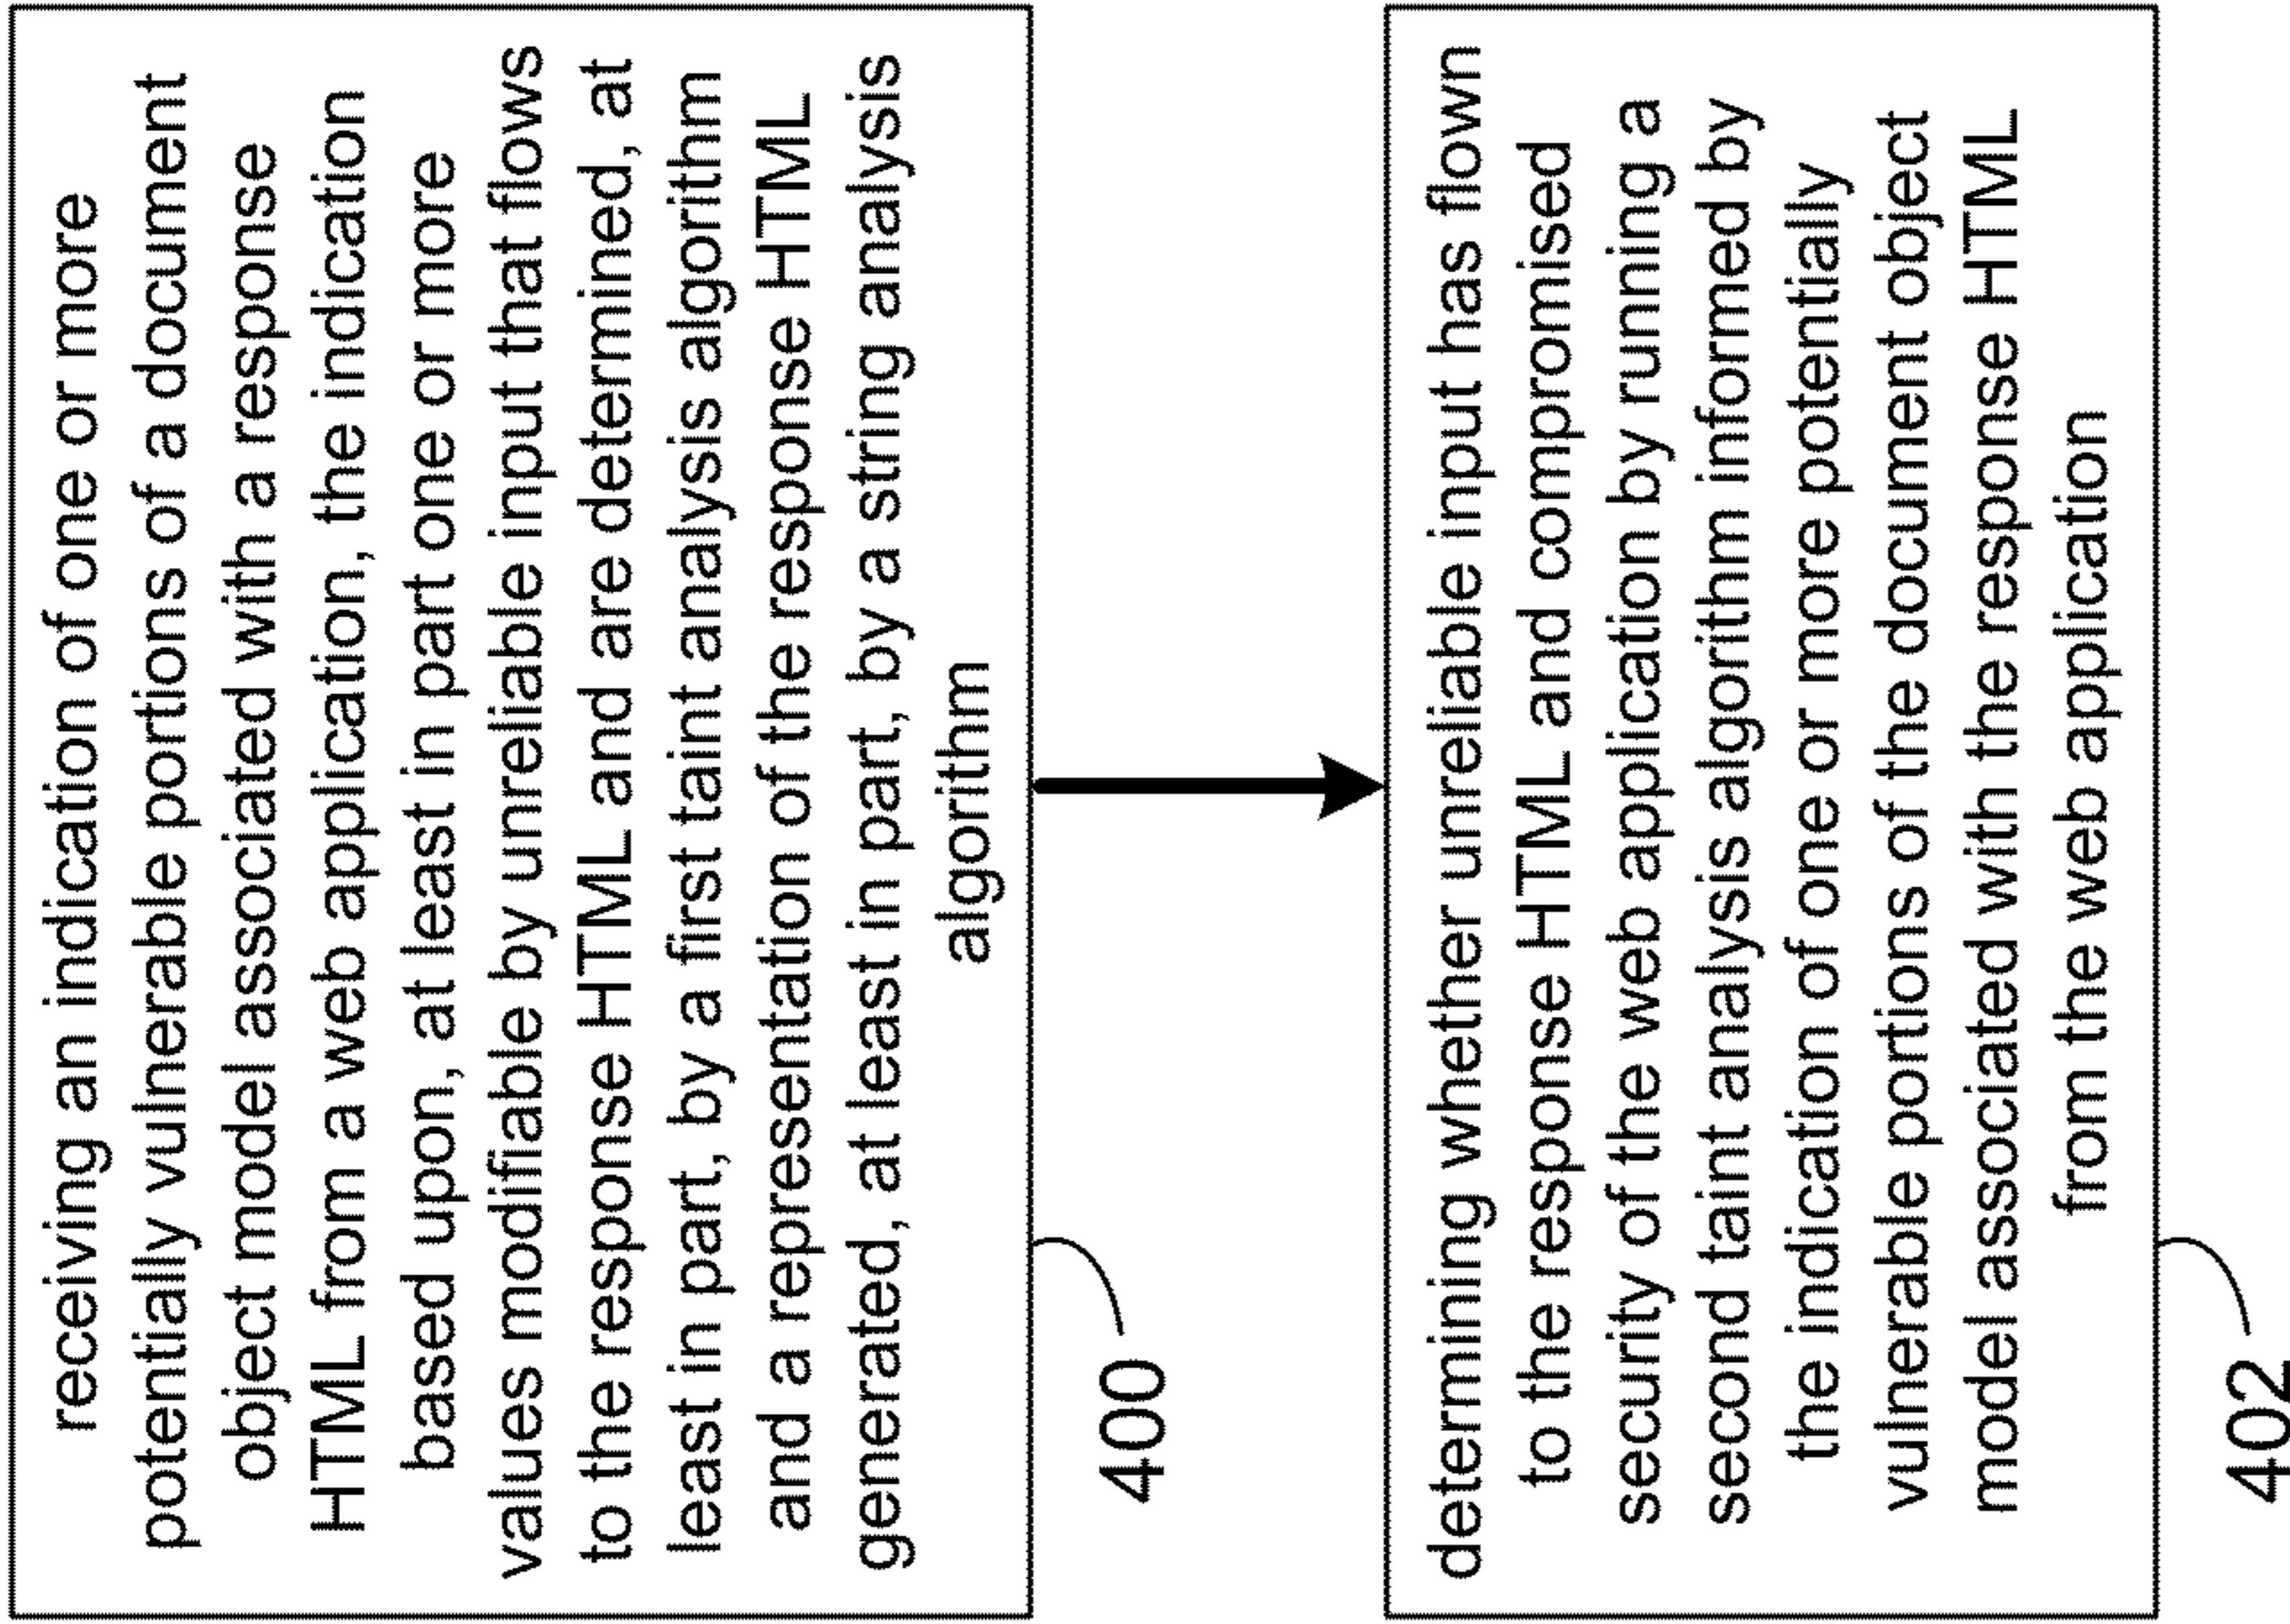 receiving an indication of one or more
potentially vulnerable portions of a document
object model associated with a response
HTML from a web application, the indication
based upon, at least in part one or more
values modifiable by unreliable input that flows
to the response HTML and are determined, at
least in part, by a first taint analysis algorithm
and a representation of the response HTML
generated, at least in part, by a string analysis
algorithm
400
determining whether unreliable input has flown
to the response HTML and compromised
security of the web application by running a
second taint analysis algorithm informed by
the indication of one or more potentially
vulnerable portions of the document object
model associated with the response HTML
from the web application
402